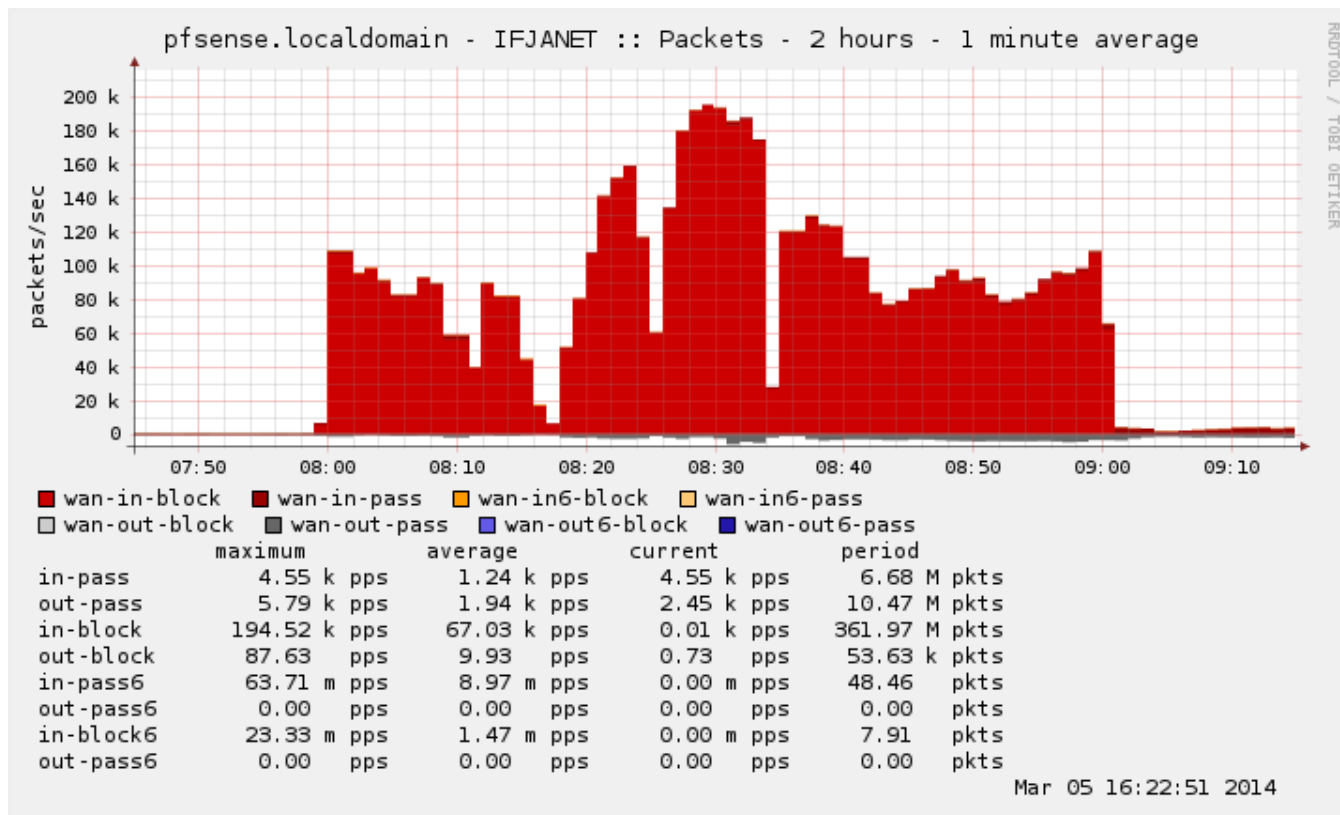 pfsense.localdomain - IFJANET :: Packets - 2 hours - 1 minute average
RRDTOOL / TOBI OETIKER
packets/sec
200 k
180 k
160 k
140 k
120 k
100 k
80 k
60 k
40 k
20 k
0
07:50 08:00 08:10 08:20 08:30 08:40 08:50 09:00 09:10
wan-in-block wan-in-pass wan-in6-block wan-in6-pass
wan-out-block wan-out-pass wan-out6-block wan-out6-pass
maximum average current period
in-pass 4.55 k pps 1.24 k pps 4.55 k pps 6.68 M pkts
out-pass 5.79 k pps 1.94 k pps 2.45 k pps 10.47 M pkts
in-block 194.52 k pps 67.03 k pps 0.01 k pps 361.97 M pkts
out-block 87.63 pps 9.93 pps 0.73 pps 53.63 k pkts
in-pass6 63.71 m pps 8.97 m pps 0.00 m pps 48.46 pkts
out-pass6 0.00 pps 0.00 pps 0.00 pps 0.00 pkts
in-block6 23.33 m pps 1.47 m pps 0.00 m pps 7.91 pkts
out-pass6 0.00 pps 0.00 pps 0.00 pps 0.00 pkts
Mar 05 16:22:51 2014